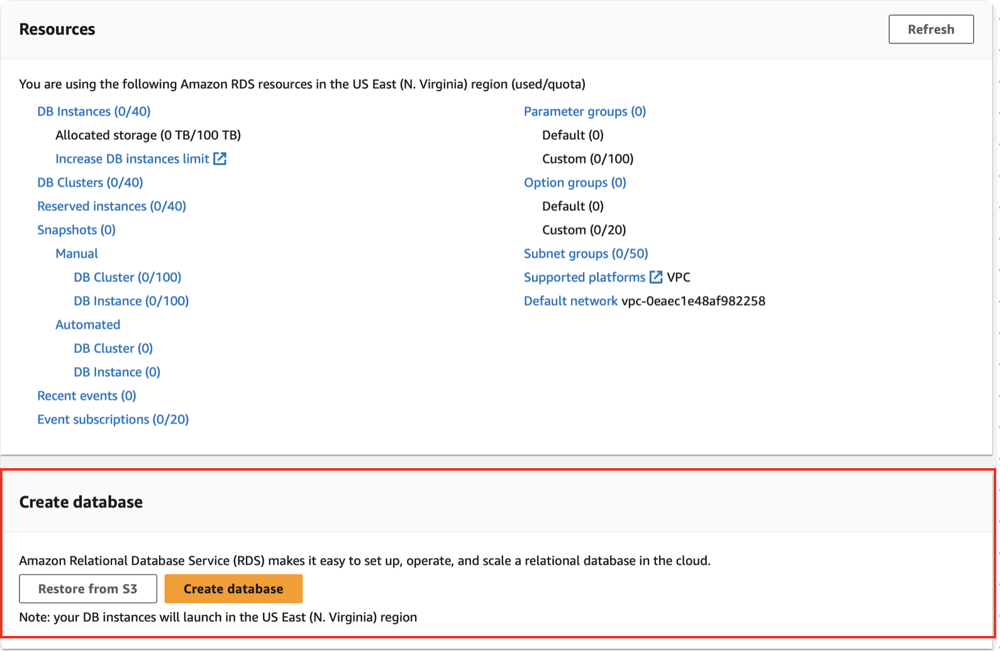 Resources
Refresh
You are using the following Amazon RDS resources in the US East (N. Virginia) region (used/quota)
DB Instances (0/40)
Allocated storage (0 TB/100 TB)
Increase DB instances limit
DB Clusters (0/40)
Reserved instances (0/40)
Snapshots (0)
Manual
DB Cluster (0/100)
DB Instance (0/100)
Automated
DB Cluster (0)
DB Instance (0)
Recent events (0)
Event subscriptions (0/20)
Parameter groups (0)
Default (0)
Custom (0/100)
Option groups (0)
Default (0)
Custom (0/20)
Subnet groups (0/50)
Supported platforms VPC
Default network vpc-0eaec1e48af982258
Create database
Amazon Relational Database Service (RDS) makes it easy to set up, operate, and scale a relational database in the cloud.
Restore from S3
Create database
Note: your DB instances will launch in the US East (N. Virginia) region